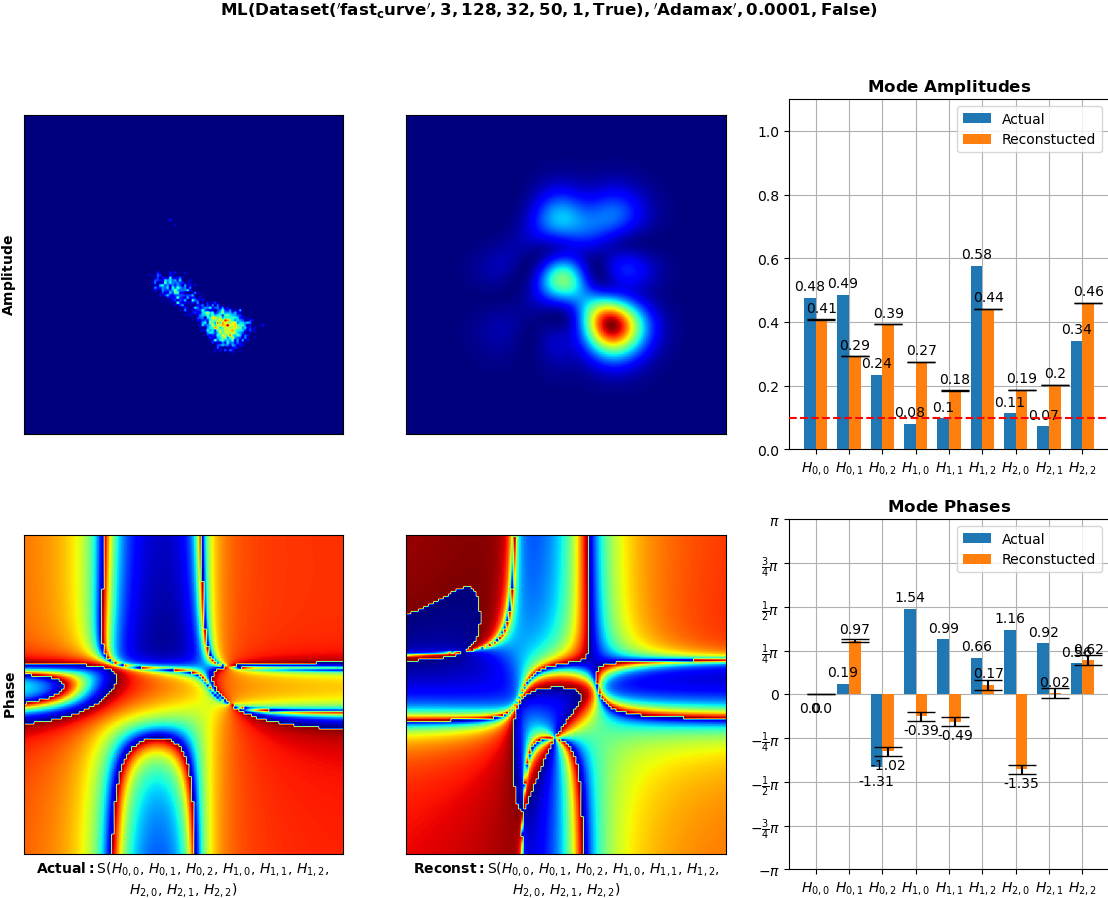 ML(Dataset('fast_curve', 3, 128, 32, 50, 1, True), 'Adamax', 0.0001, False)
Amplitude
Mode Amplitudes
Actual
Reconstucted
1.0
0.8
0.6
0.4
0.2
0.0
0.48
0.49
0.24
0.08
0.1
0.58
0.11
0.07
0.34
0.41
0.29
0.39
0.27
0.18
0.44
0.19
0.2
0.46
H0,0 H0,1 H0,2 H1,0 H1,1 H1,2 H2,0 H2,1 H2,2
Phase
Mode Phases
Actual
Reconstucted
π
3/4π
1/2π
1/4π
0
−1/4π
−1/2π
−3/4π
−π
0.0
0.19
-1.31
1.54
0.99
0.66
1.16
0.92
0.0
0.97
-1.02
-0.39
-0.49
0.17
-1.35
0.02
0.62
H0,0 H0,1 H0,2 H1,0 H1,1 H1,2 H2,0 H2,1 H2,2
Actual: S(H0,0, H0,1, H0,2, H1,0, H1,1, H1,2,
H2,0, H2,1, H2,2)
Reconst: S(H0,0, H0,1, H0,2, H1,0, H1,1, H1,2,
H2,0, H2,1, H2,2)